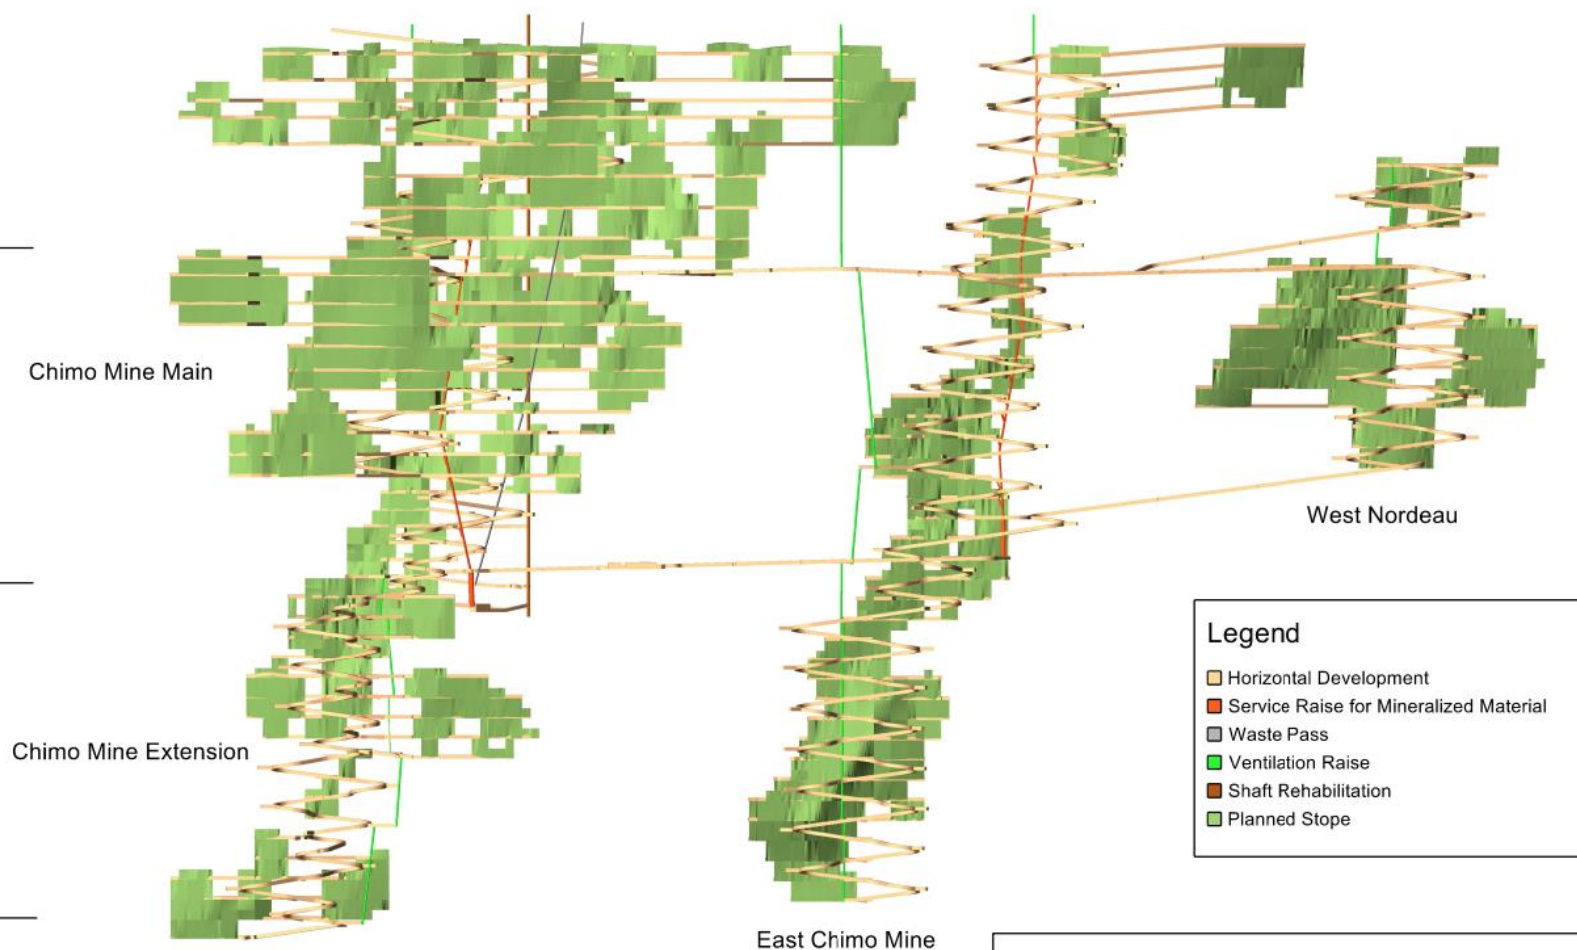 Chimo Mine Main
West Nordeau
Legend
Horizontal Development
Service Raise for Mineralized Material
Waste Pass
Ventilation Raise
Shaft Rehabilitation
Planned Stope
Chimo Mine Extension
East Chimo Mine